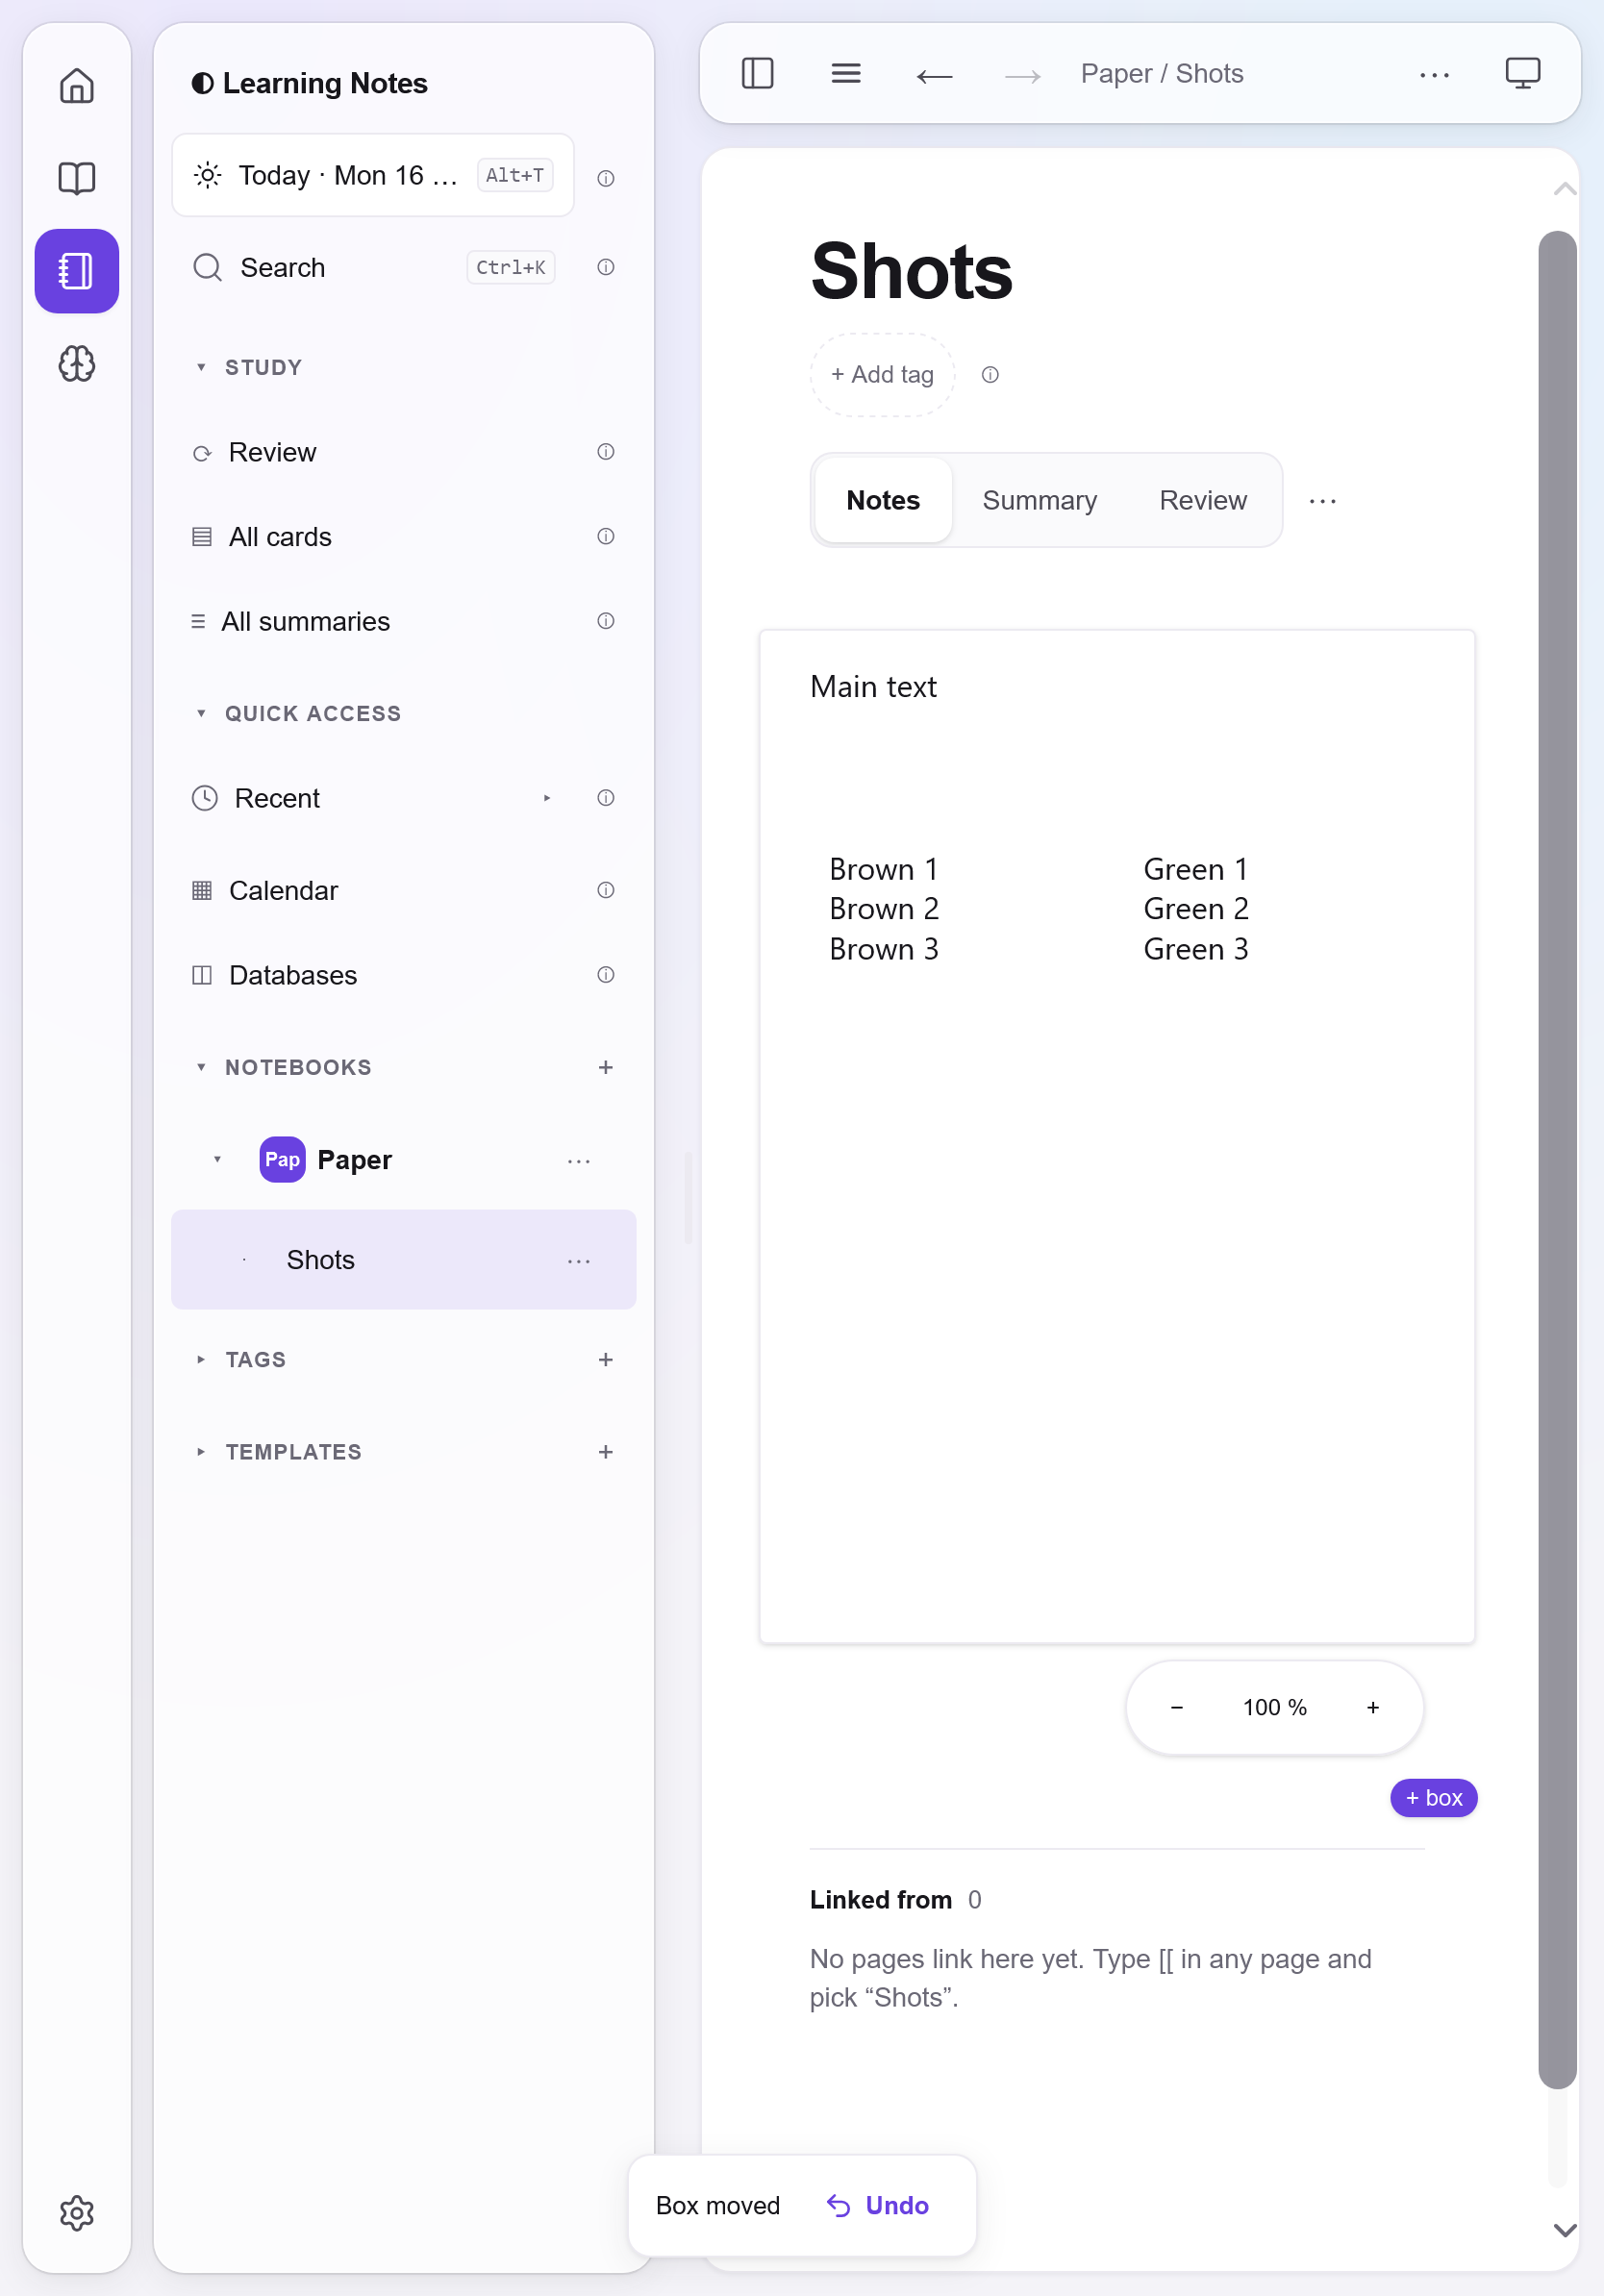 Learning Notes
Today · Mon 16 … Alt+T
Search Ctrl+K
STUDY
Review
All cards
All summaries
QUICK ACCESS
Recent
Calendar
Databases
NOTEBOOKS +
Pap Paper …
Shots …
TAGS +
TEMPLATES +
← → Paper / Shots …
Shots
+ Add tag
Notes Summary Review …
Main text
Brown 1
Brown 2
Brown 3
Green 1
Green 2
Green 3
− 100 % +
+ box
Linked from 0
No pages link here yet. Type [[ in any page and
pick “Shots”.
Box moved Undo